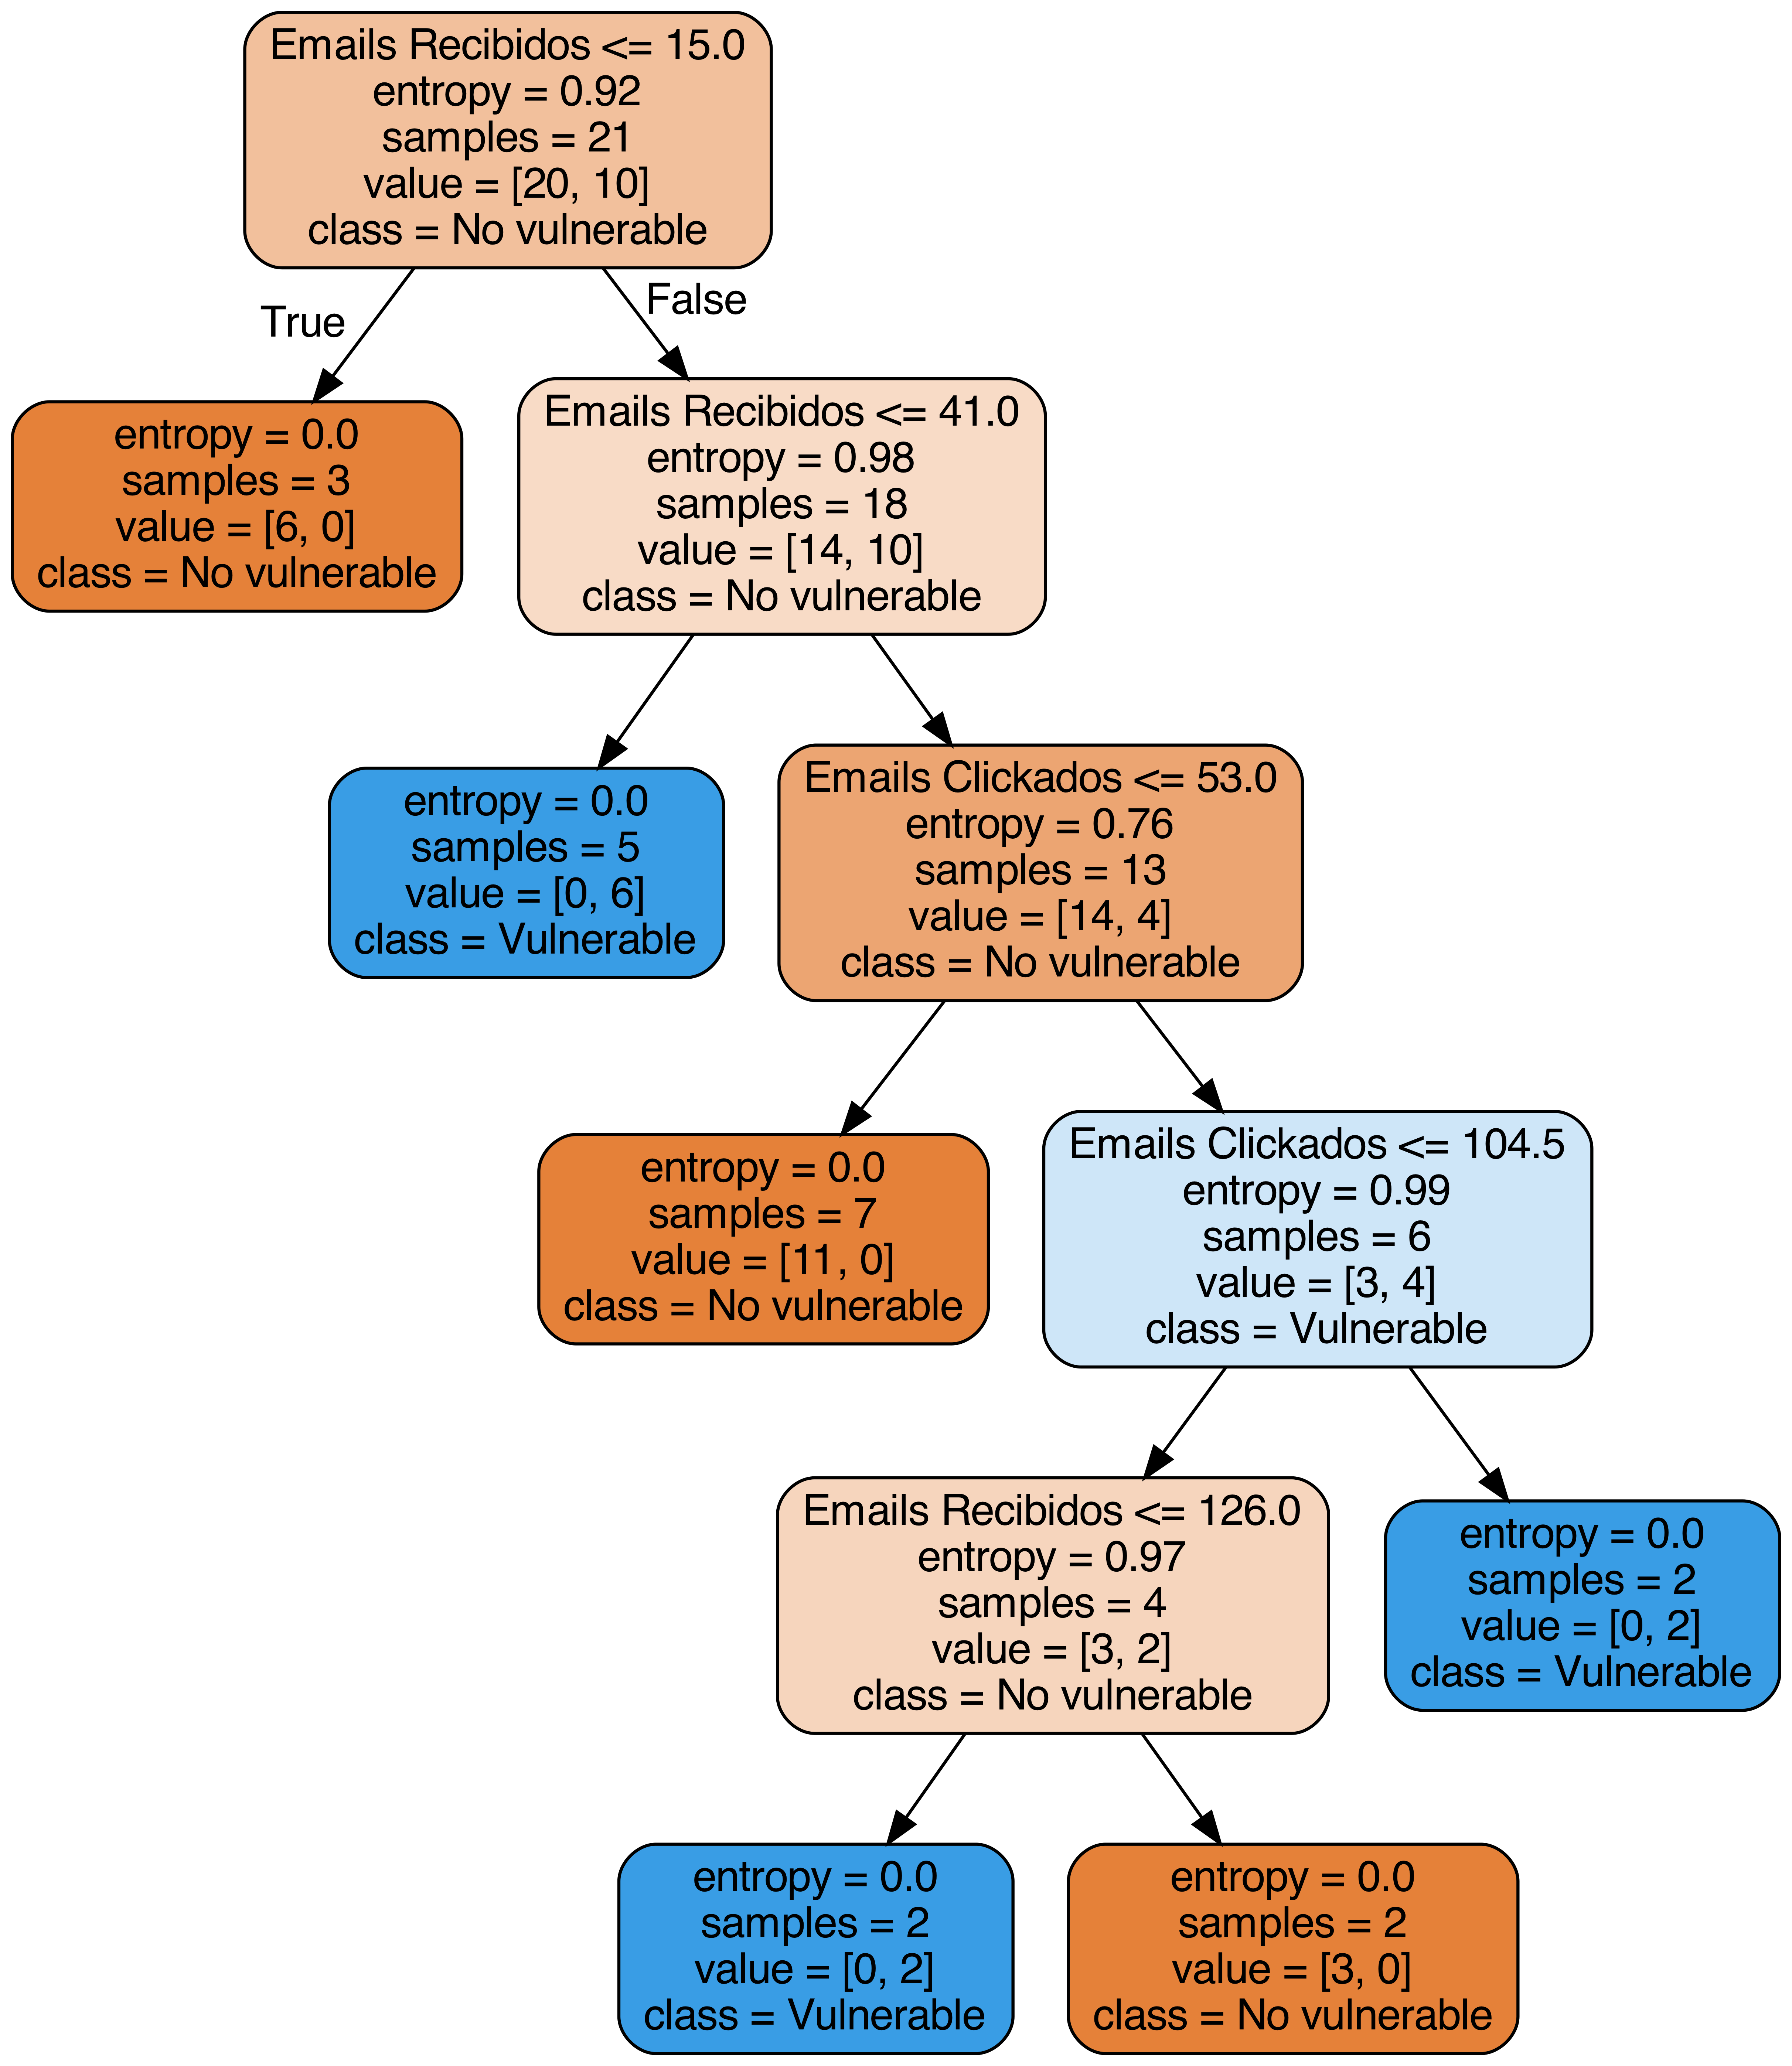 Emails Recibidos <= 15.0
entropy = 0.92
samples = 21
value = [20, 10]
class = No vulnerable
True
False
entropy = 0.0
samples = 3
value = [6, 0]
class = No vulnerable
Emails Recibidos <= 41.0
entropy = 0.98
samples = 18
value = [14, 10]
class = No vulnerable
entropy = 0.0
samples = 5
value = [0, 6]
class = Vulnerable
Emails Clickados <= 53.0
entropy = 0.76
samples = 13
value = [14, 4]
class = No vulnerable
entropy = 0.0
samples = 7
value = [11, 0]
class = No vulnerable
Emails Clickados <= 104.5
entropy = 0.99
samples = 6
value = [3, 4]
class = Vulnerable
Emails Recibidos <= 126.0
entropy = 0.97
samples = 4
value = [3, 2]
class = No vulnerable
entropy = 0.0
samples = 2
value = [0, 2]
class = Vulnerable
entropy = 0.0
samples = 2
value = [0, 2]
class = Vulnerable
entropy = 0.0
samples = 2
value = [3, 0]
class = No vulnerable